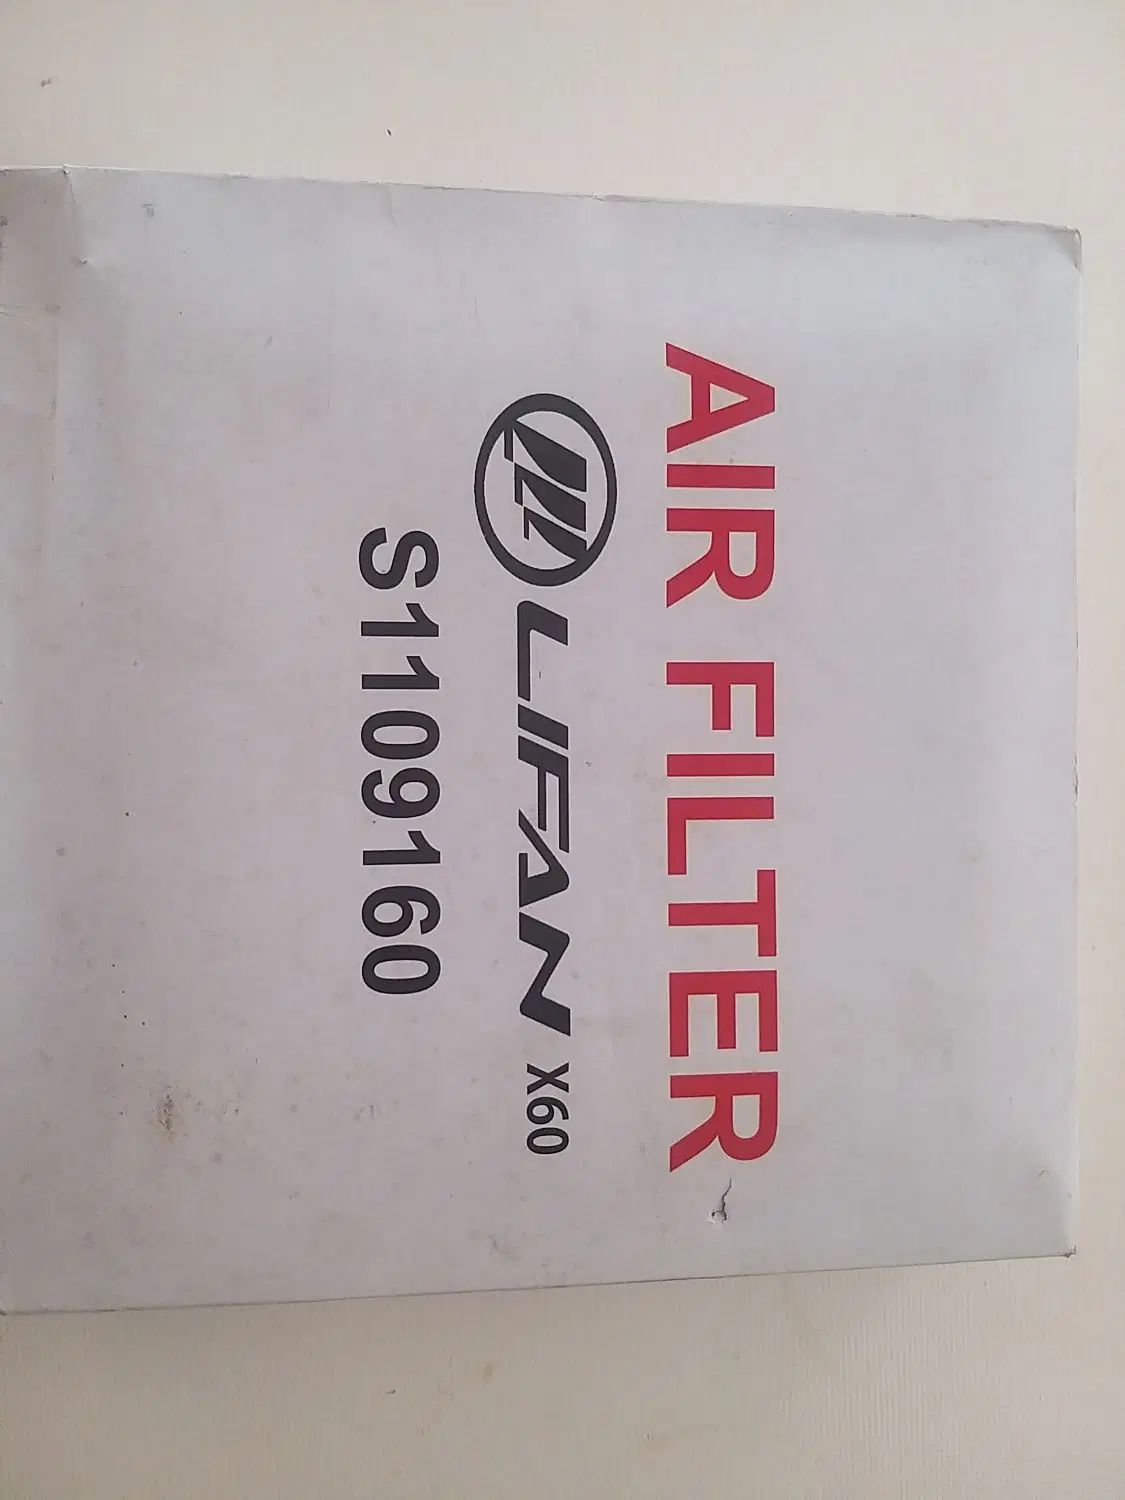 AIR FILTER
LIFAN X60
S1109160